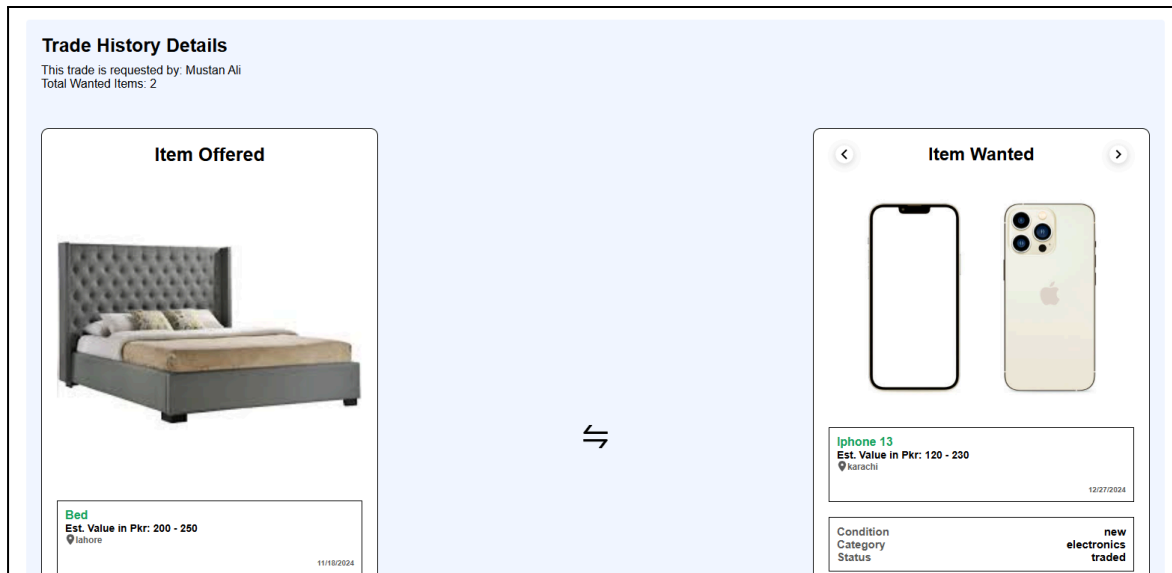 Trade History Details
This trade is requested by: Mustan Ali
Total Wanted Items: 2
Item Offered
Bed
Est. Value in Pkr: 200 - 250
lahore
11/18/2024
Item Wanted
Iphone 13
Est. Value in Pkr: 120 - 230
karachi
12/27/2024
Condition new
Category electronics
Status traded